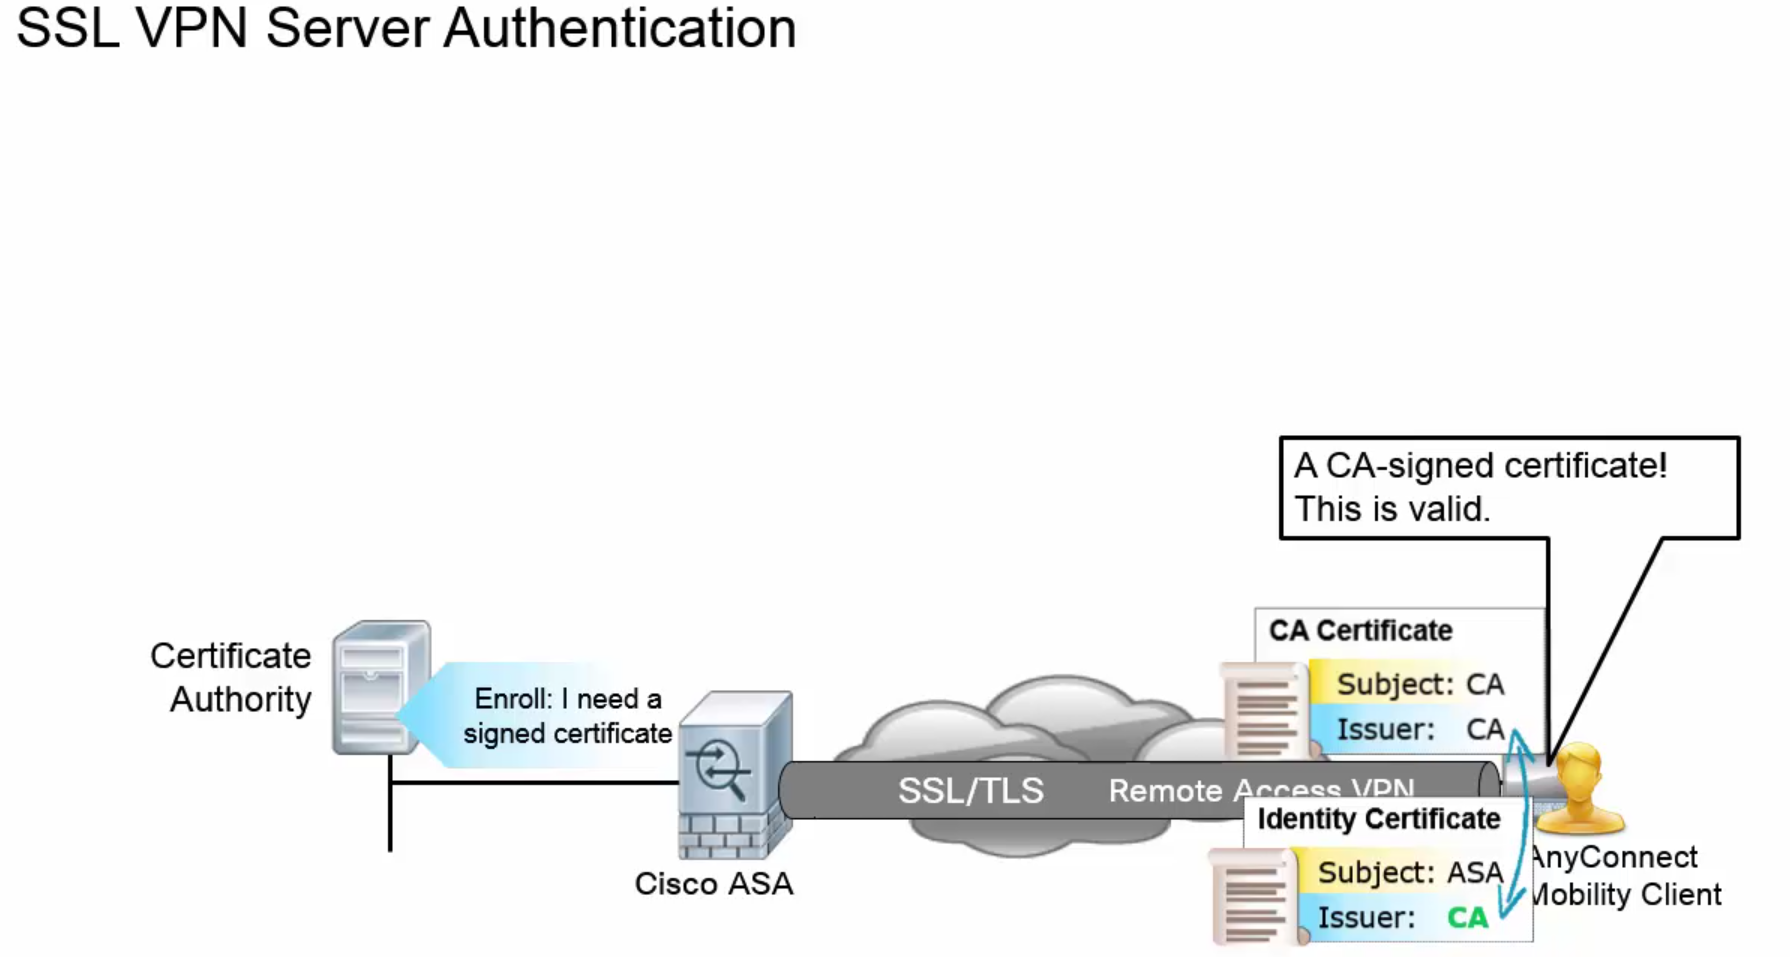 SSL VPN Server Authentication
A CA-signed certificate!
This is valid.
CA Certificate
Subject: CA
Issuer: CA
Certificate
Authority
Enroll: I need a
signed certificate
SSL/TLS
Remote Access VPN
Identity Certificate
Subject: ASA
Issuer: CA
Cisco ASA
AnyConnect
Mobility Client